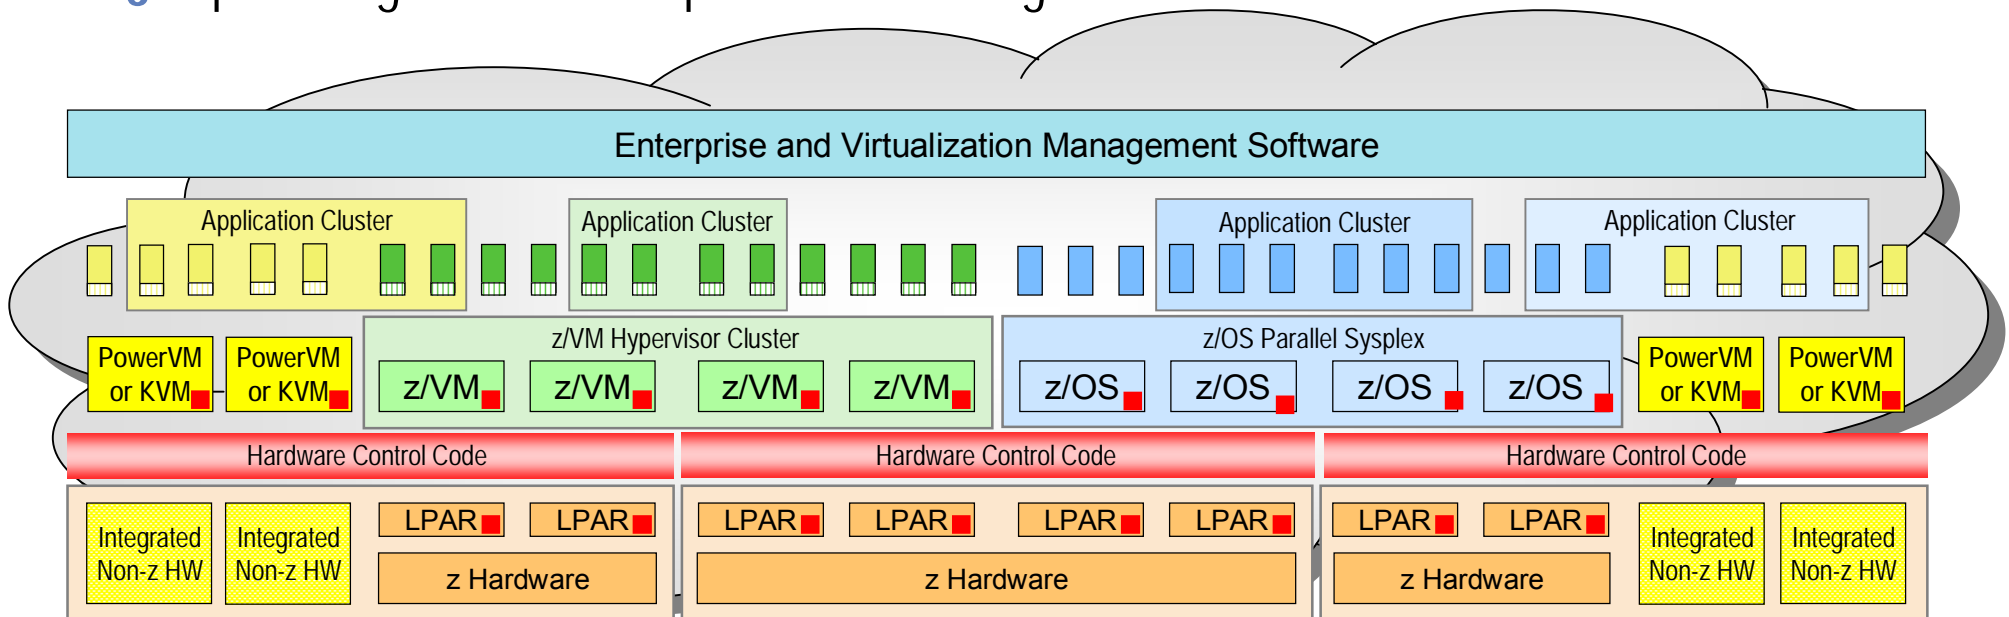 Enterprise and Virtualization Management Software
Application Cluster
Application Cluster
Application Cluster
Application Cluster
z/VM Hypervisor Cluster
z/OS Parallel Sysplex
PowerVM
or KVM
PowerVM
or KVM
z/VM
z/VM
z/VM
z/VM
z/OS
z/OS
z/OS
z/OS
PowerVM
or KVM
PowerVM
or KVM
Hardware Control Code
Hardware Control Code
Hardware Control Code
Integrated
Non-z HW
Integrated
Non-z HW
LPAR
LPAR
z Hardware
LPAR
LPAR
LPAR
LPAR
z Hardware
LPAR
LPAR
z Hardware
Integrated
Non-z HW
Integrated
Non-z HW